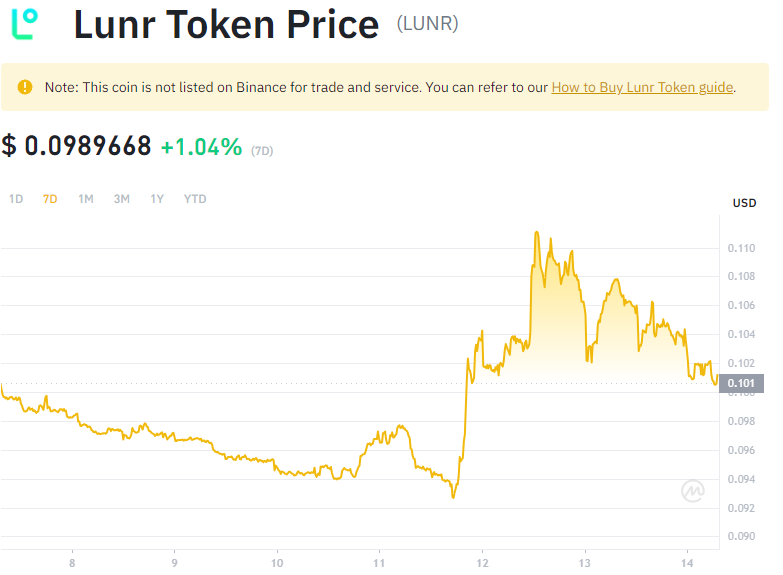 Lunr Token Price (LUNR)
Note: This coin is not listed on Binance for trade and service. You can refer to our How to Buy Lunr Token guide.
$ 0.0989668 +1.04% (7D)
1D 7D 1M 3M 1Y YTD
USD
0.110
0.108
0.106
0.104
0.102
0.101
0.100
0.098
0.096
0.094
0.092
0.090
8 9 10 11 12 13 14